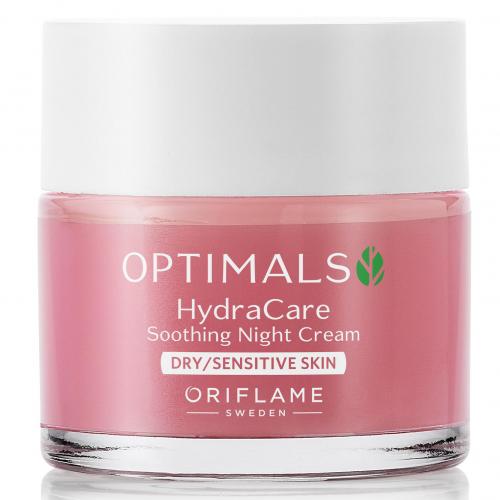 OPTIMALS
HydraCare
Soothing Night Cream
DRY/SENSITIVE SKIN
ORIFLAME
SWEDEN